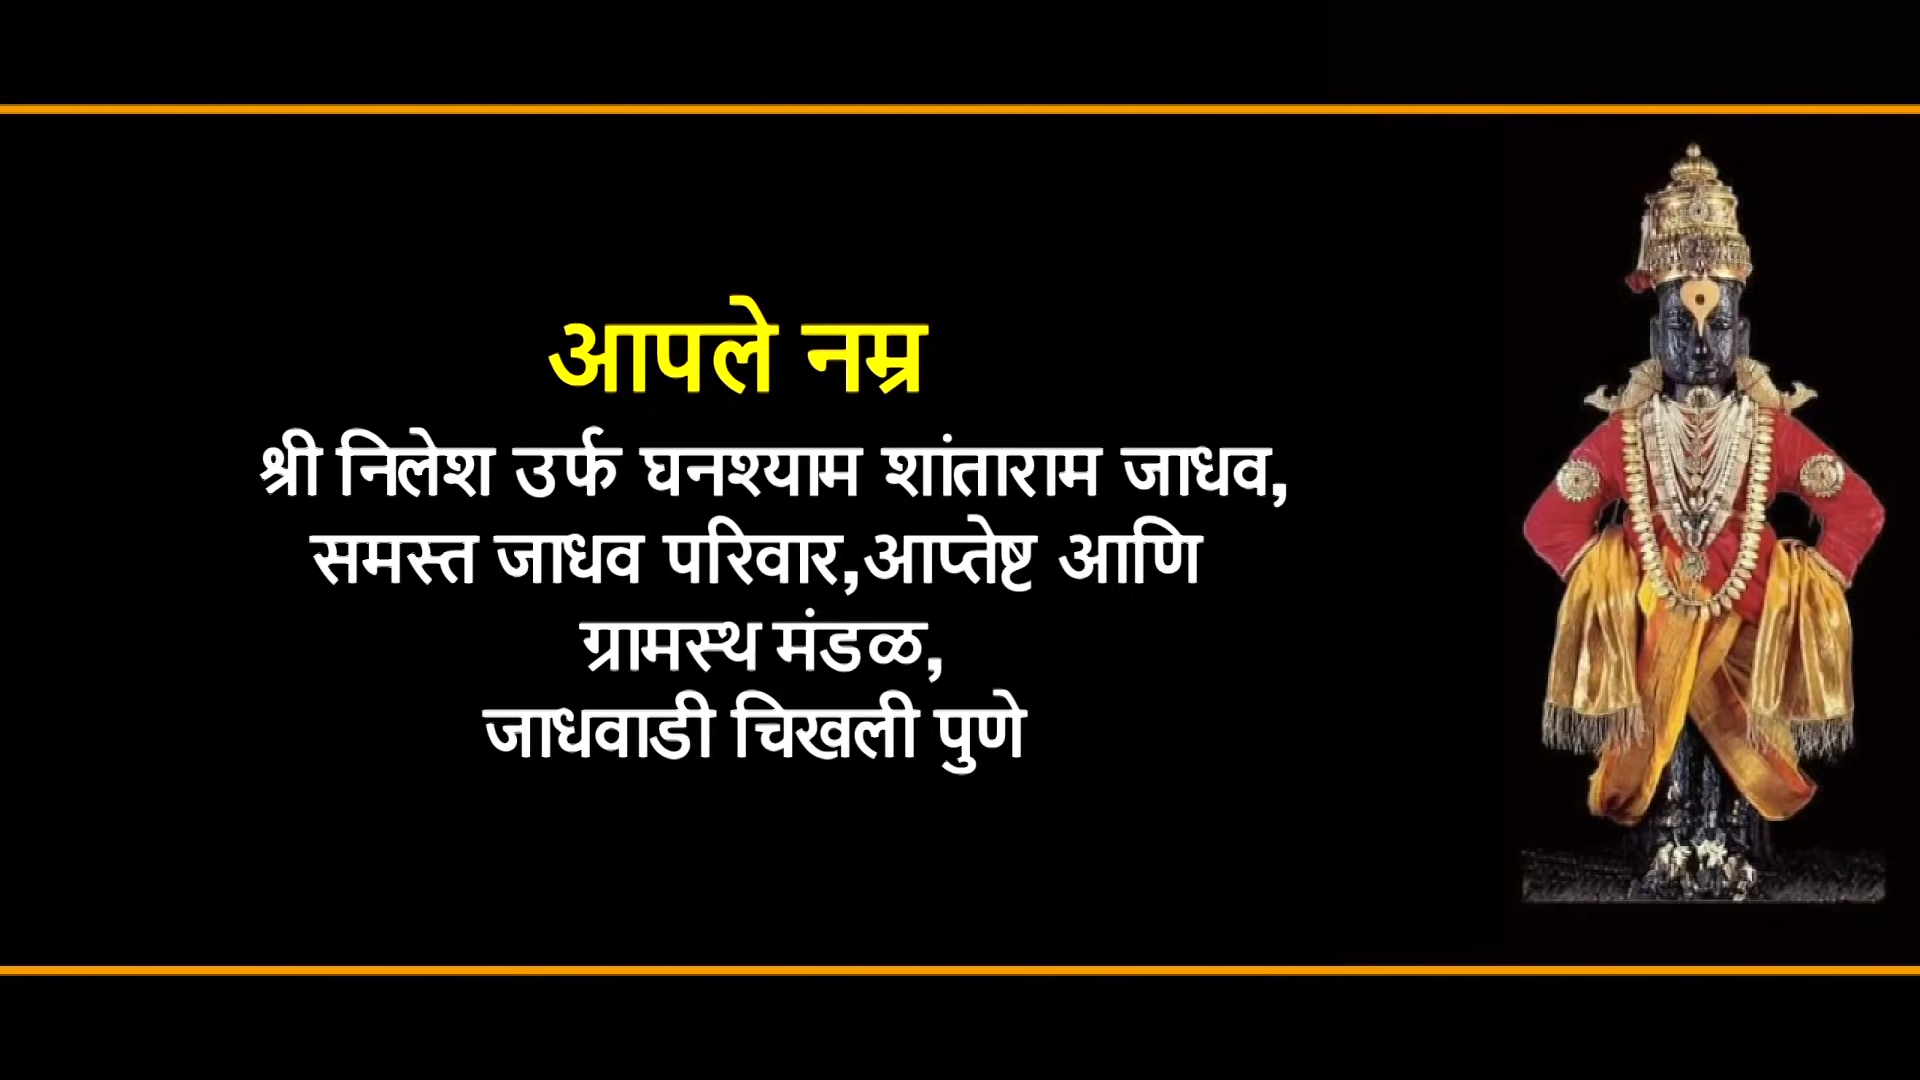 आपले नम्र
श्री निलेश उर्फ घनश्याम शांताराम जाधव,
समस्त जाधव परिवार,आप्तेष्ट आणि
ग्रामस्थ मंडळ,
जाधवाडी चिखली पुणे